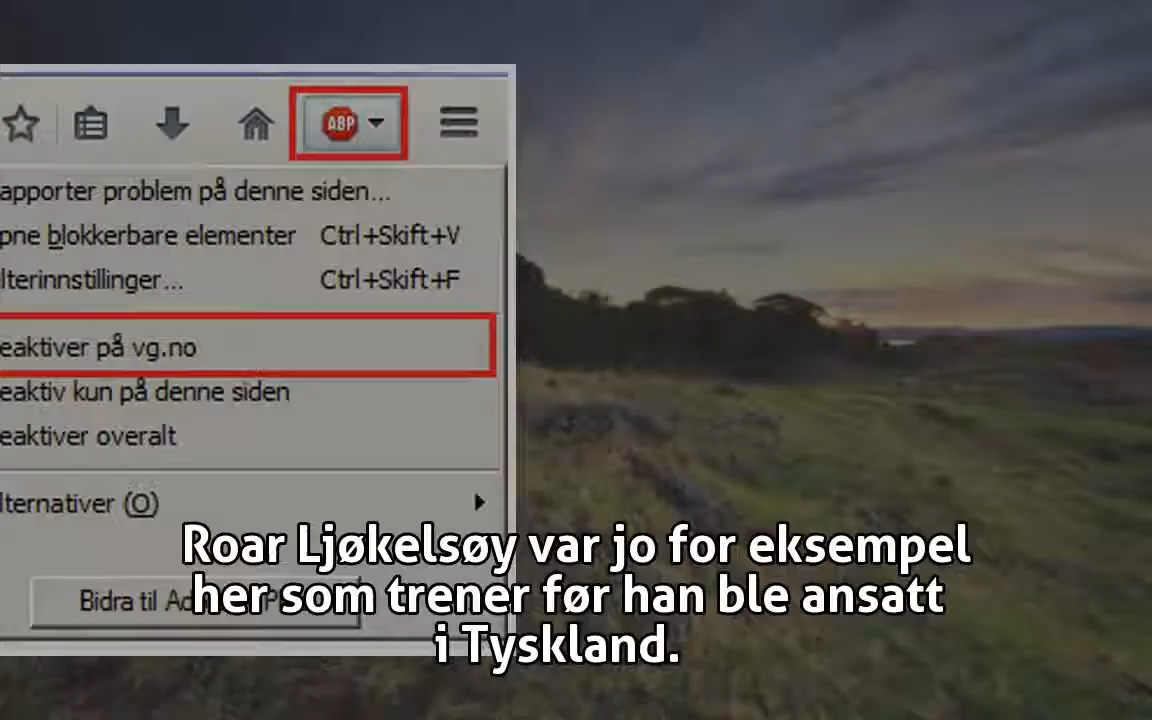 ABP
apporter problem på denne siden...
pne blokkerbare elementer Ctrl+Skift+V
lterinnstillinger... Ctrl+Skift+F
eaktiver på vg.no
eaktiv kun på denne siden
eaktiver overalt
lternativer (O)
Bidra til Ad
Roar Ljøkelsøy var jo for eksempel
her som trener før han ble ansatt
i Tyskland.